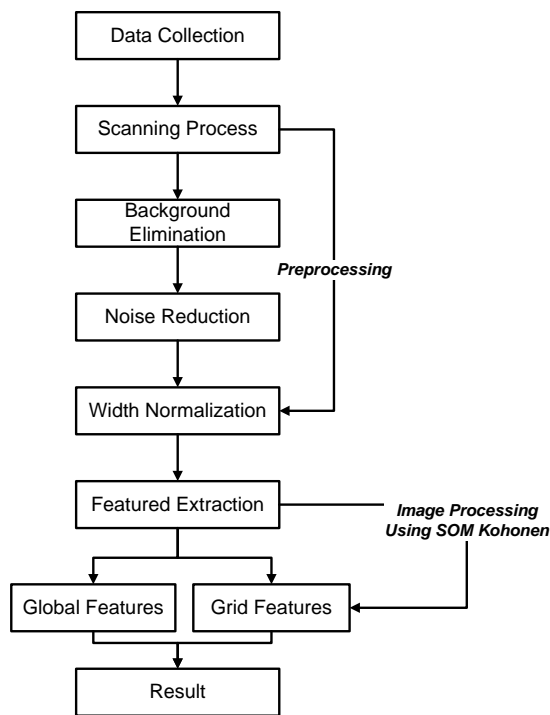 Data Collection
Scanning Process
Background
Elimination
Preprocessing
Noise Reduction
Width Normalization
Featured Extraction
Image Processing
Using SOM Kohonen
Global Features
Grid Features
Result